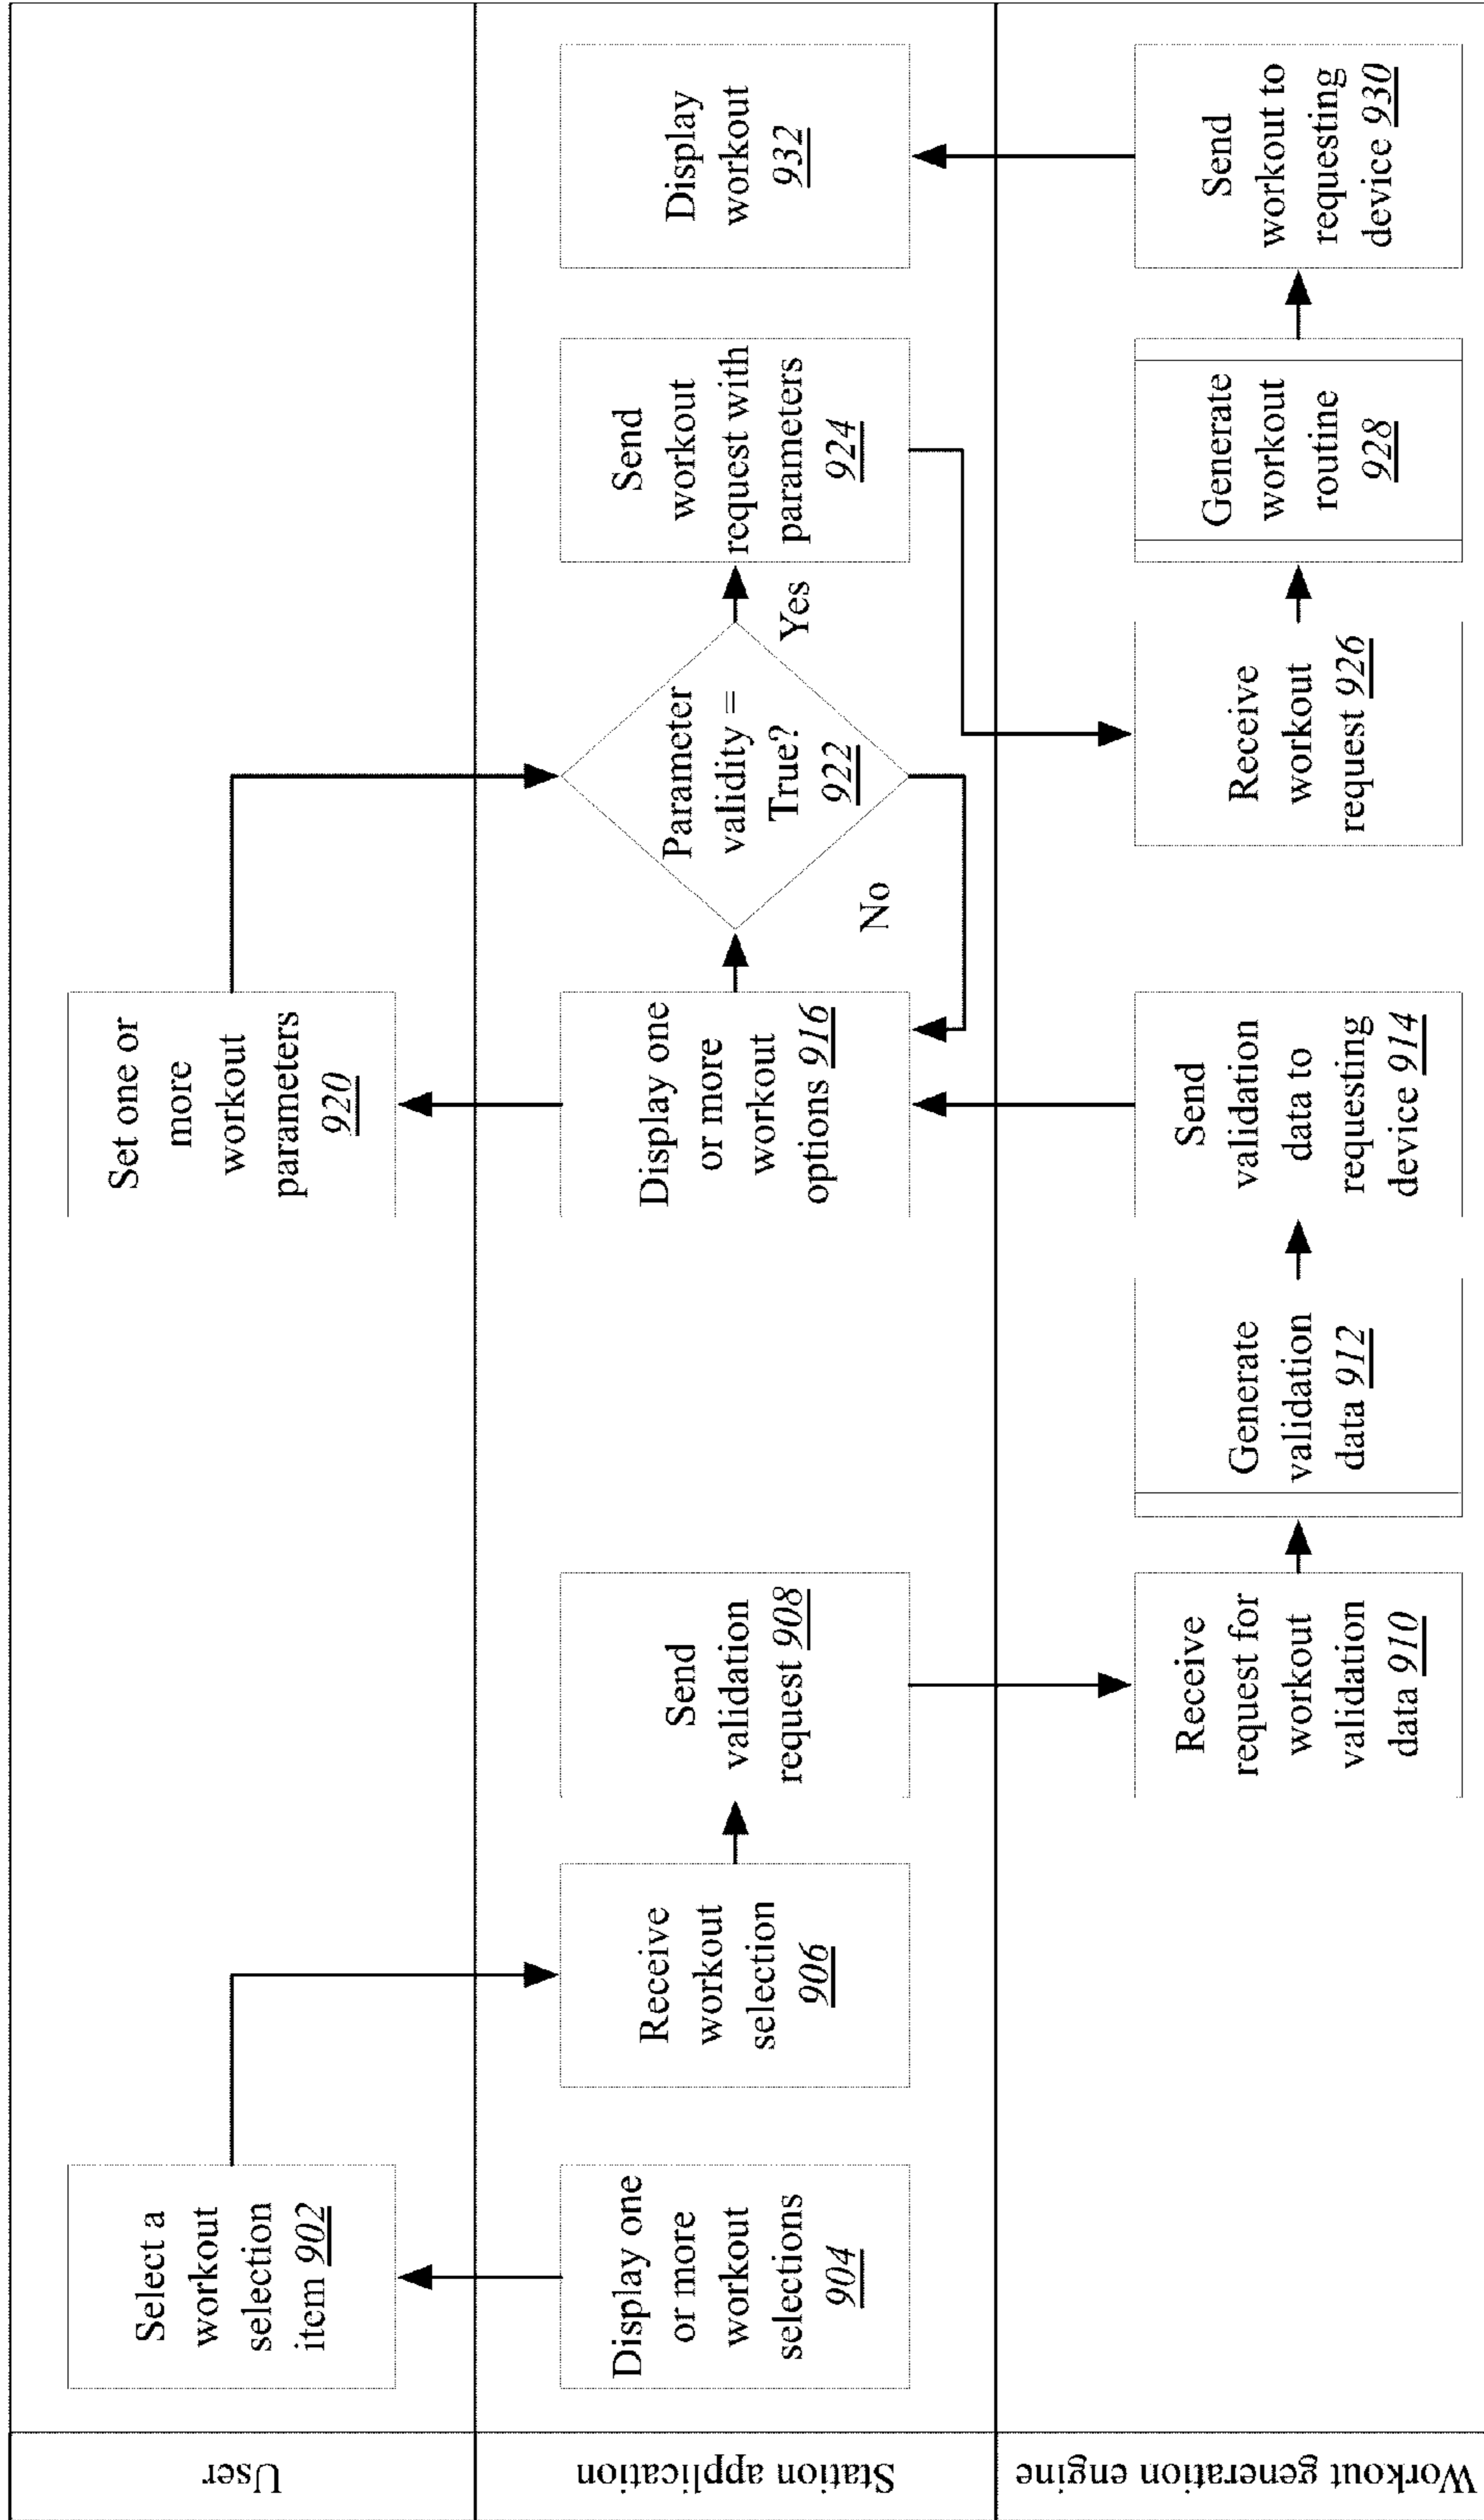 User
Select a
workout
selection
item 902
Set one or
more
workout
parameters
920
Station application
Display one
or more
workout
selections
904
Receive
workout
selection
906
Send
validation
request 908
Display one
or more
workout
options 916
Parameter
validity =
True?
922
No
Yes
Send
workout
request with
parameters
924
Display
workout
932
Workout generation engine
Receive
request for
workout
validation
data 910
Generate
validation
data 912
Send
validation
data to
requesting
device 914
Receive
workout
request 926
Generate
workout
routine
928
Send
workout to
requesting
device 930